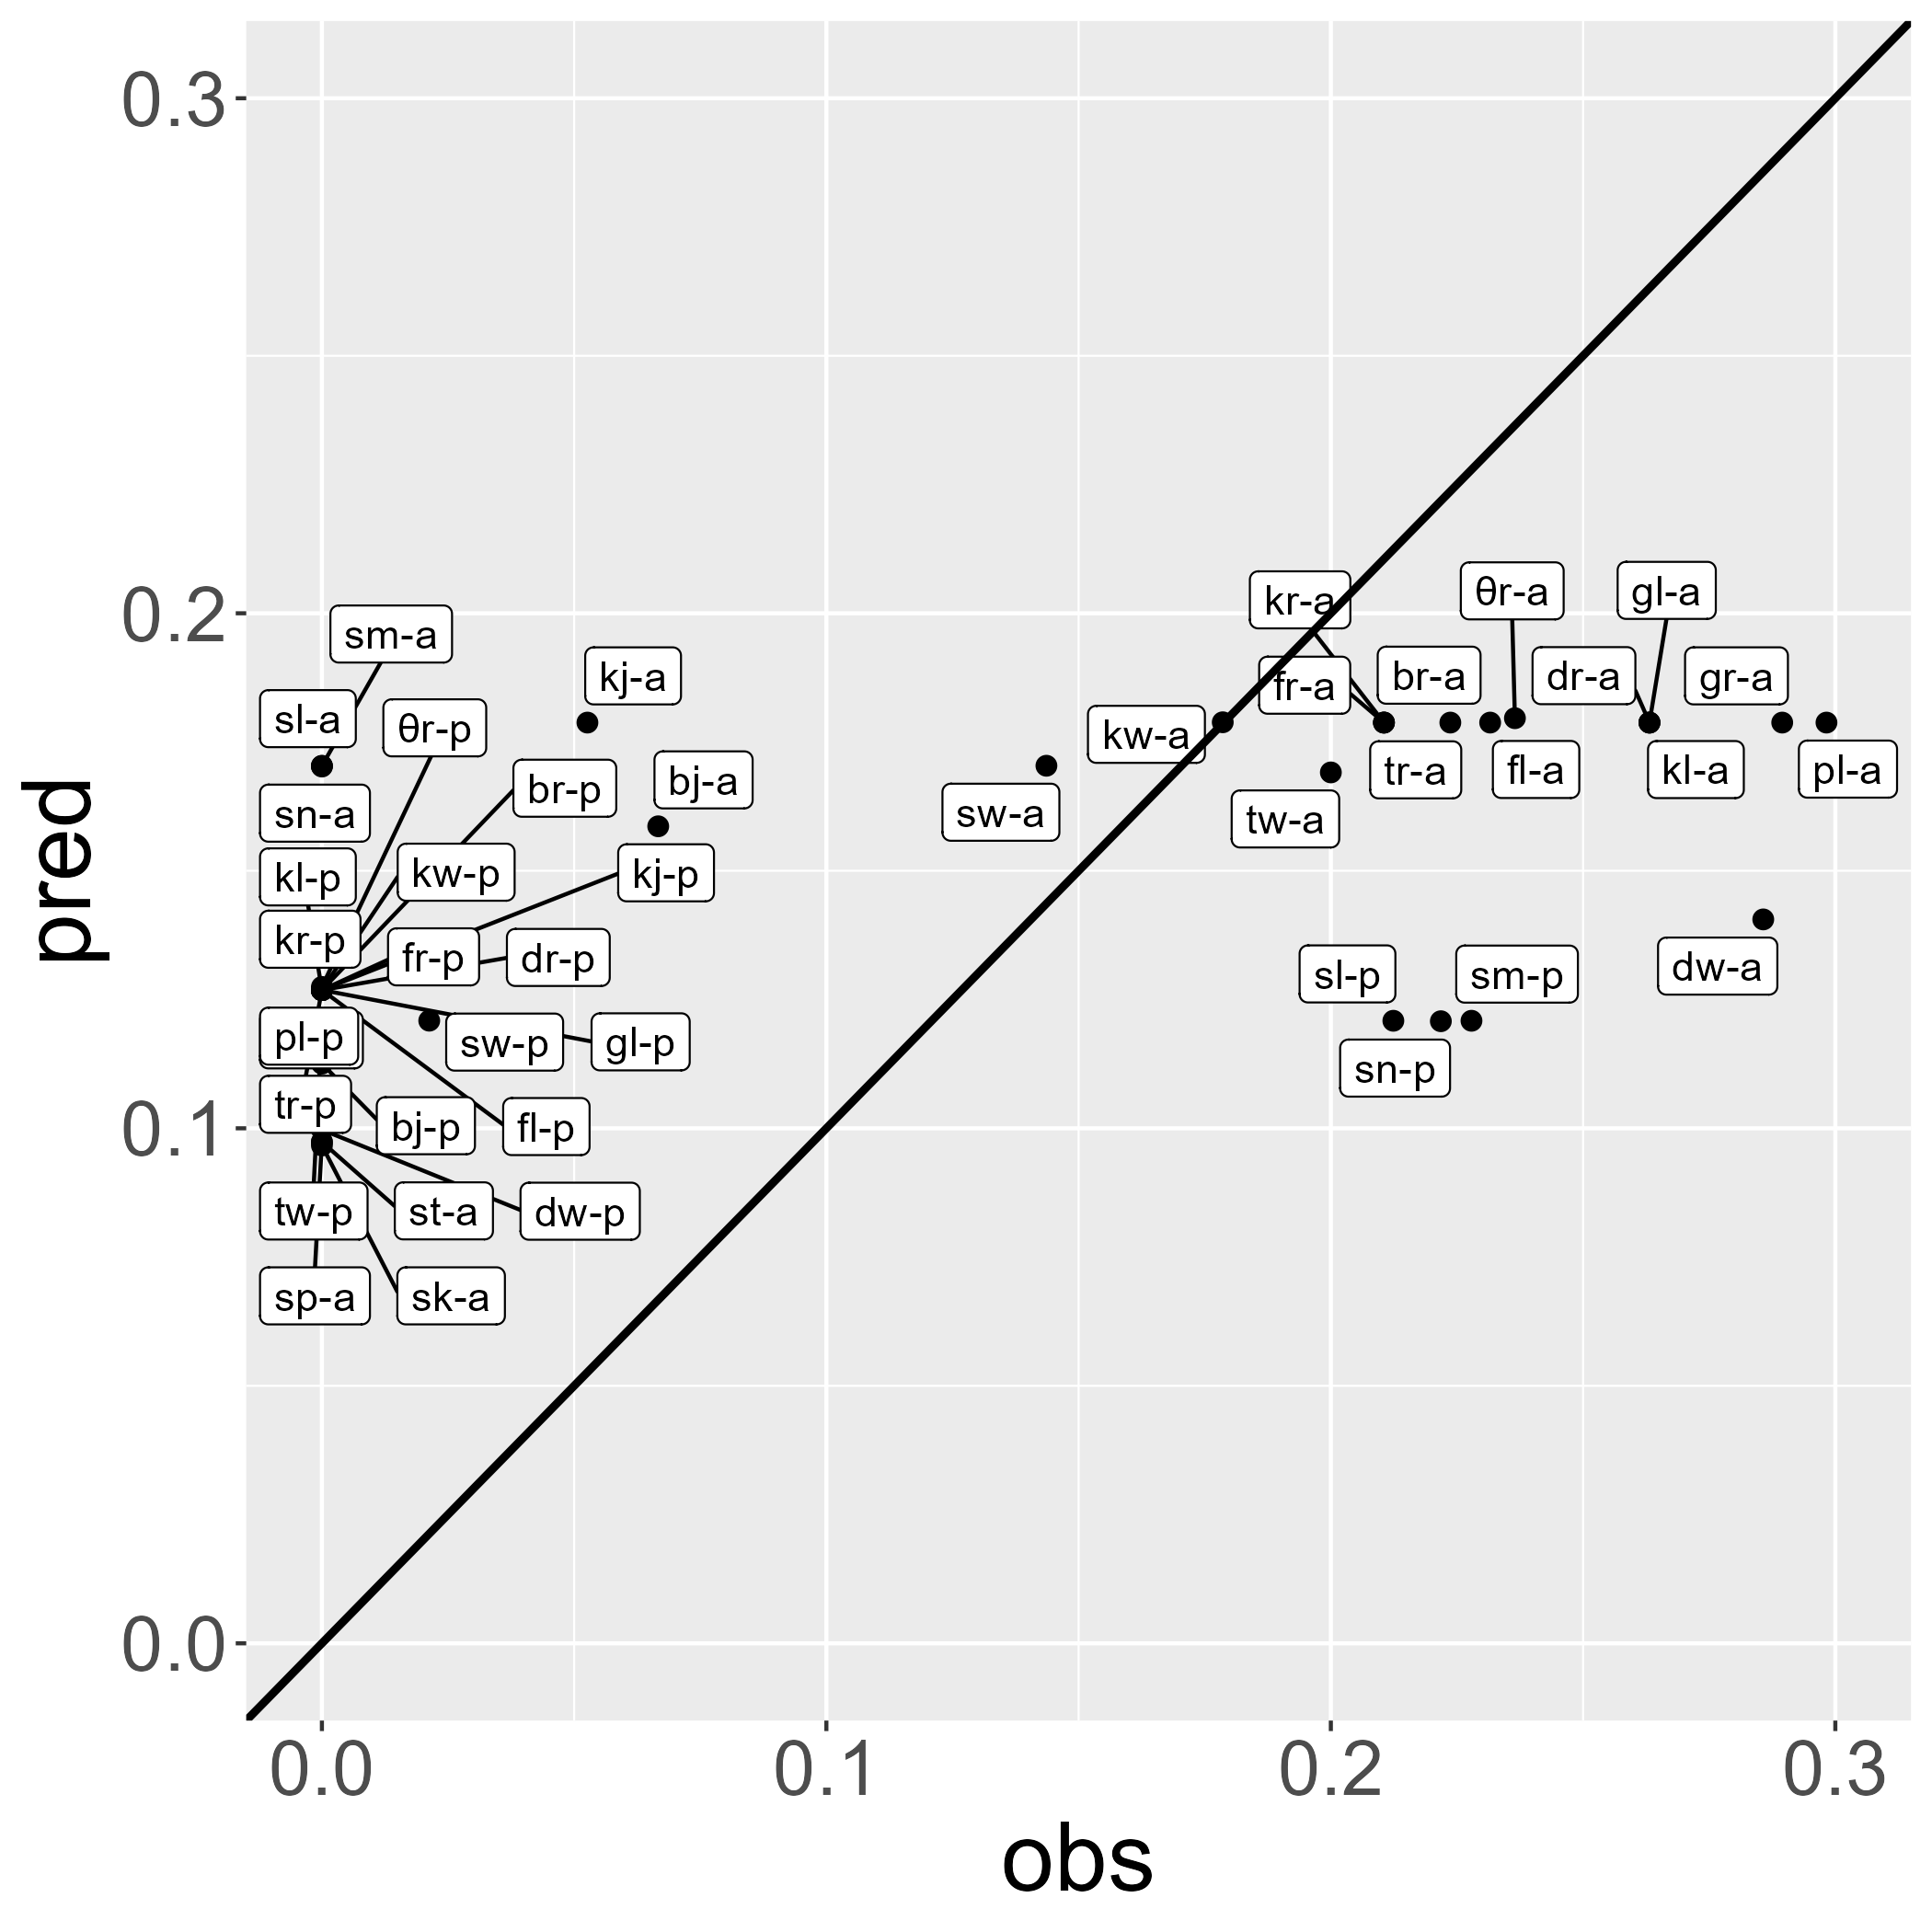 0.3
0.2
0.1
0.0
pred
sm-a
sl-a
θr-p
kj-a
sn-a
br-p
bj-a
kl-p
kw-p
kj-p
kr-p
fr-p
dr-p
pl-p
sw-p
gl-p
tr-p
bj-p
fl-p
tw-p
st-a
dw-p
sp-a
sk-a
kr-a
θr-a
gl-a
fr-a
br-a
dr-a
gr-a
kw-a
tr-a
fl-a
kl-a
pl-a
sw-a
tw-a
sl-p
sm-p
dw-a
sn-p
0.0
0.1
0.2
0.3
obs